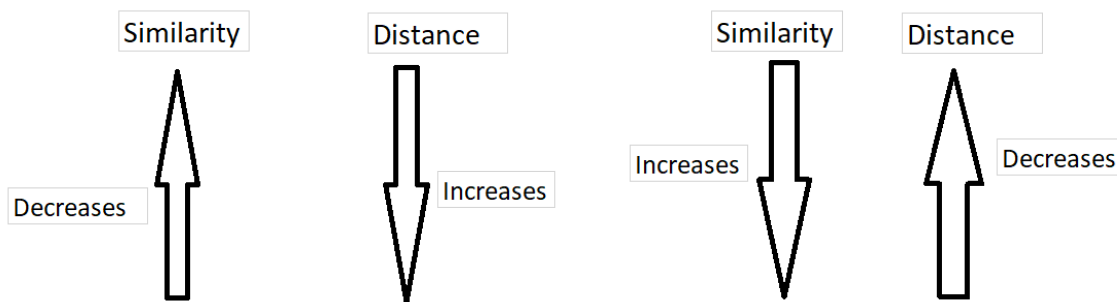 Similarity
Distance
Similarity
Distance
Decreases
Increases
Increases
Decreases